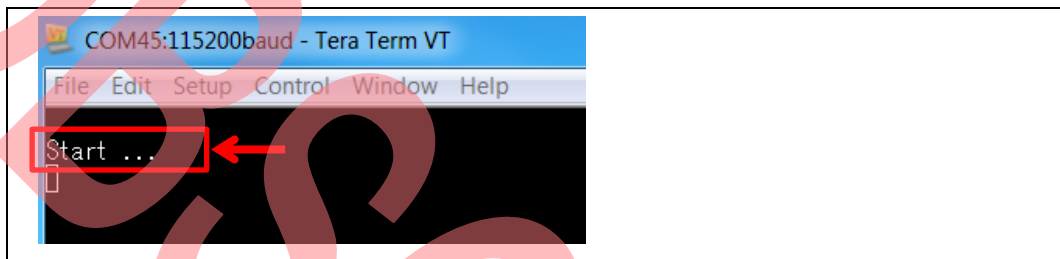 COM45:115200baud - Tera Term VT
File Edit Setup Control Window Help
Start ...